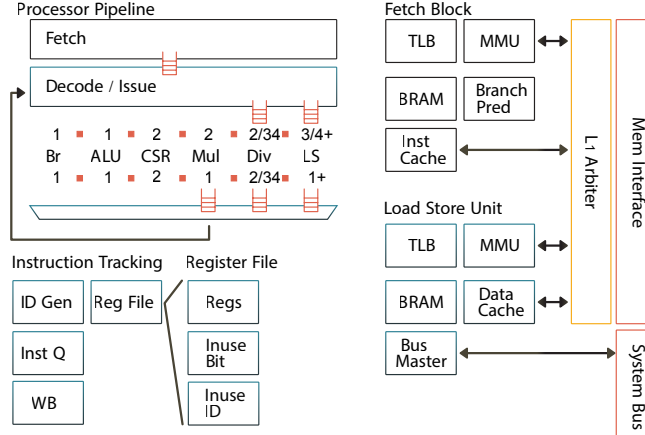 Processor Pipeline
Fetch
Decode / Issue
1 1 2 2 2/34 3/4+
Br ALU CSR Mul Div LS
1 1 2 1 2/34 1+
Instruction Tracking
ID Gen
Reg File
Inst Q
WB
Register File
Regs
Inuse
Bit
Inuse
ID
Fetch Block
TLB
MMU
BRAM
Branch
Pred
Inst
Cache
Load Store Unit
TLB
MMU
BRAM
Data
Cache
Bus
Master
L1 Arbiter
Mem Interface
System Bus